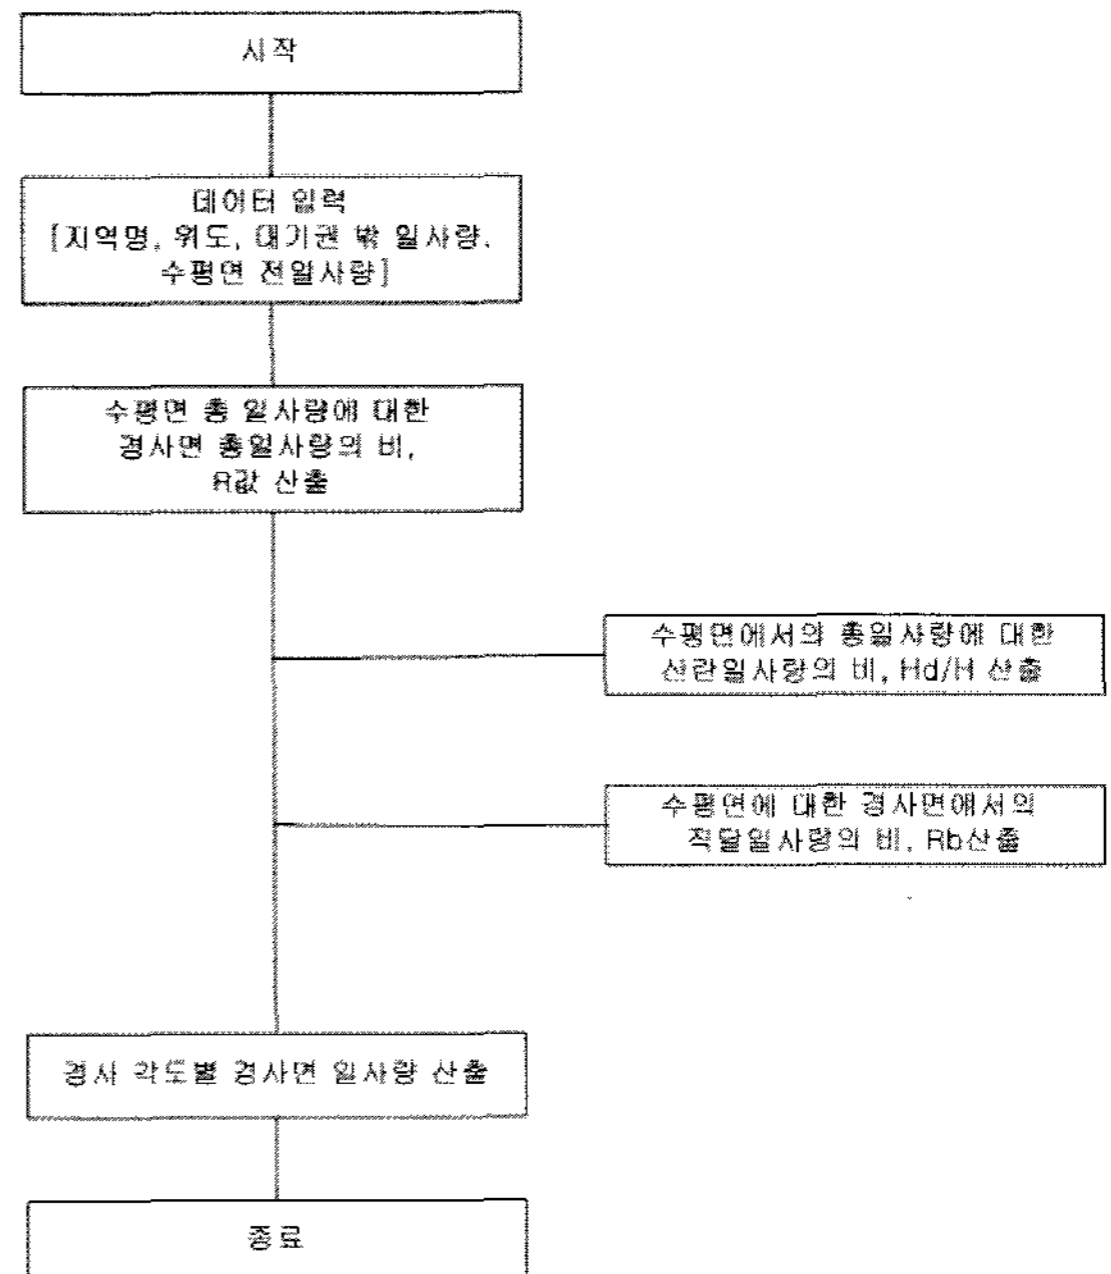 시작
데이터 입력
[지역명, 위도, 대기권 밖 일사량,
수평면 전일사량]
수평면 총 일사량에 대한
경사면 총일사량의 비,
R값 산출
수평면에서의 총일사량에 대한
산란일사량의 비, Hd/H 산출
수평면에 대한 경사면에서의
직달일사량의 비, Rb산출
경사 각도별 경사면 일사량 산출
종료